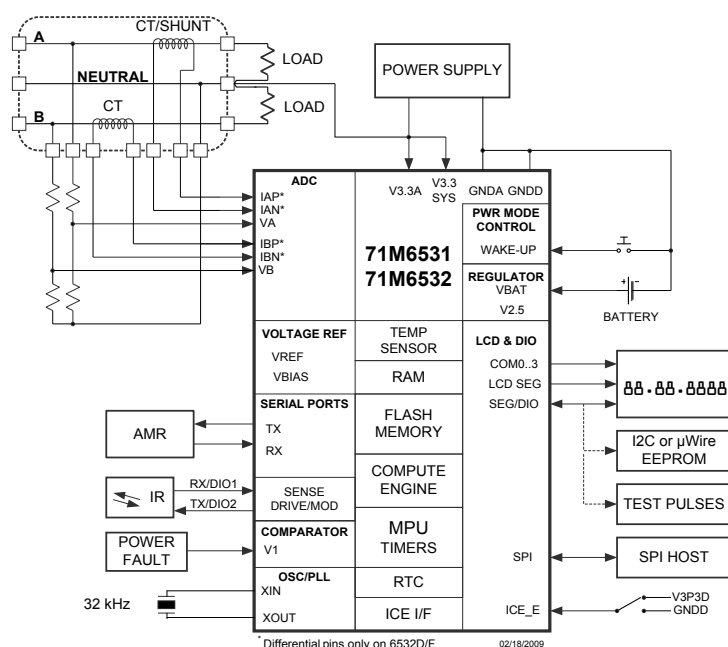 CT/SHUNT
A
LOAD
NEUTRAL
CT
LOAD
B
POWER SUPPLY
ADC
V3.3A
V3.3
SYS
GNDA GNDD
IAP*
IAN*
VA
IBP*
IBN*
VB
71M6531
71M6532
PWR MODE
CONTROL
WAKE-UP
REGULATOR
VBAT
V2.5
BATTERY
VOLTAGE REF
VREF
VBIAS
TEMP
SENSOR
RAM
LCD & DIO
COM0..3
LCD SEG
SEG/DIO
88.88.8888
SERIAL PORTS
TX
RX
AMR
FLASH
MEMORY
I2C or µWire
EEPROM
IR
RX/DIO1
TX/DIO2
SENSE
DRIVE/MOD
COMPUTE
ENGINE
TEST PULSES
POWER
FAULT
COMPARATOR
V1
MPU
TIMERS
SPI
SPI HOST
OSC/PLL
XIN
XOUT
32 kHz
RTC
ICE I/F
ICE_E
V3P3D
GNDD
* Differential pins only on 6532D/F
02/18/2009